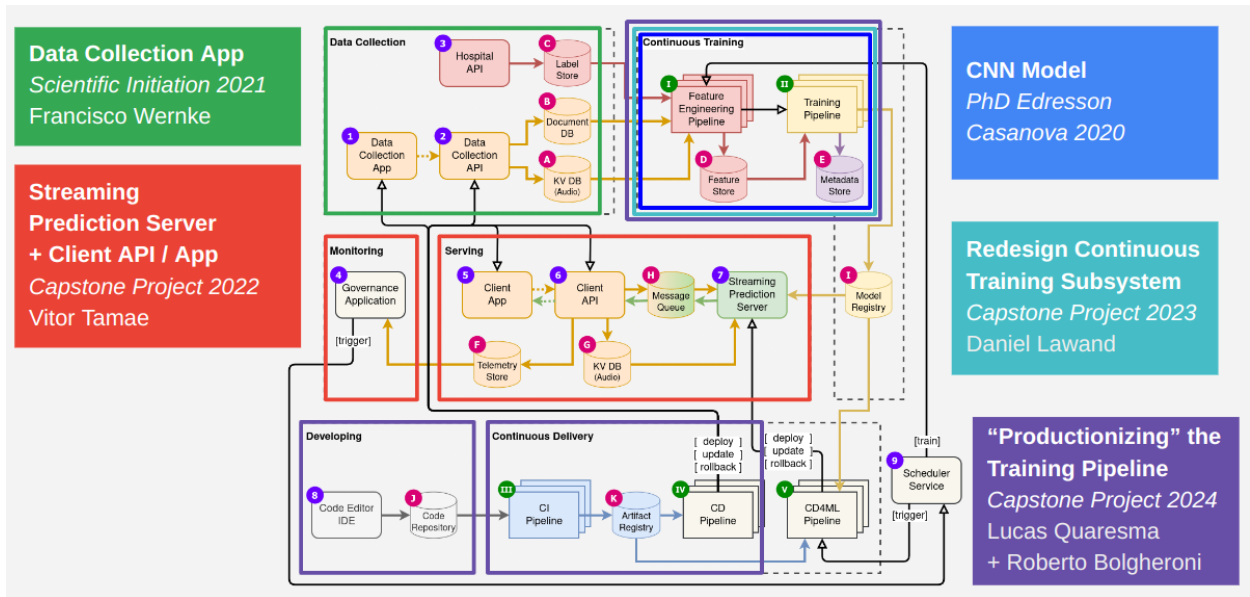 Data Collection App
Scientific Initiation 2021
Francisco Wernke
Streaming
Prediction Server
+ Client API / App
Capstone Project 2022
Vitor Tamae
Data Collection
3
Hospital
API
C
Label
Store
B
Document
DB
1
Data
Collection
App
2
Data
Collection
API
A
KV DB
(Audio)
Continuous Training
I
Feature
Engineering
Pipeline
II
Training
Pipeline
D
Feature
Store
E
Metadata
Store
Monitoring
4
Governance
Application
[trigger]
Serving
5
Client
App
6
Client
API
H
Message
Queue
7
Streaming
Prediction
Server
F
Telemetry
Store
G
KV DB
(Audio)
I
Model
Registry
Developing
8
Code Editor
IDE
J
Code
Repository
Continuous Delivery
III
CI
Pipeline
K
Artifact
Registry
[ deploy ]
[ update ]
[ rollback ]
IV
CD
Pipeline
[ deploy ]
[ update ]
[ rollback ]
V
CD4ML
Pipeline
[train]
9
Scheduler
Service
[trigger]
CNN Model
PhD Edresson
Casanova 2020
Redesign Continuous
Training Subsystem
Capstone Project 2023
Daniel Lawand
“Productionizing” the
Training Pipeline
Capstone Project 2024
Lucas Quaresma
+ Roberto Bolgheroni